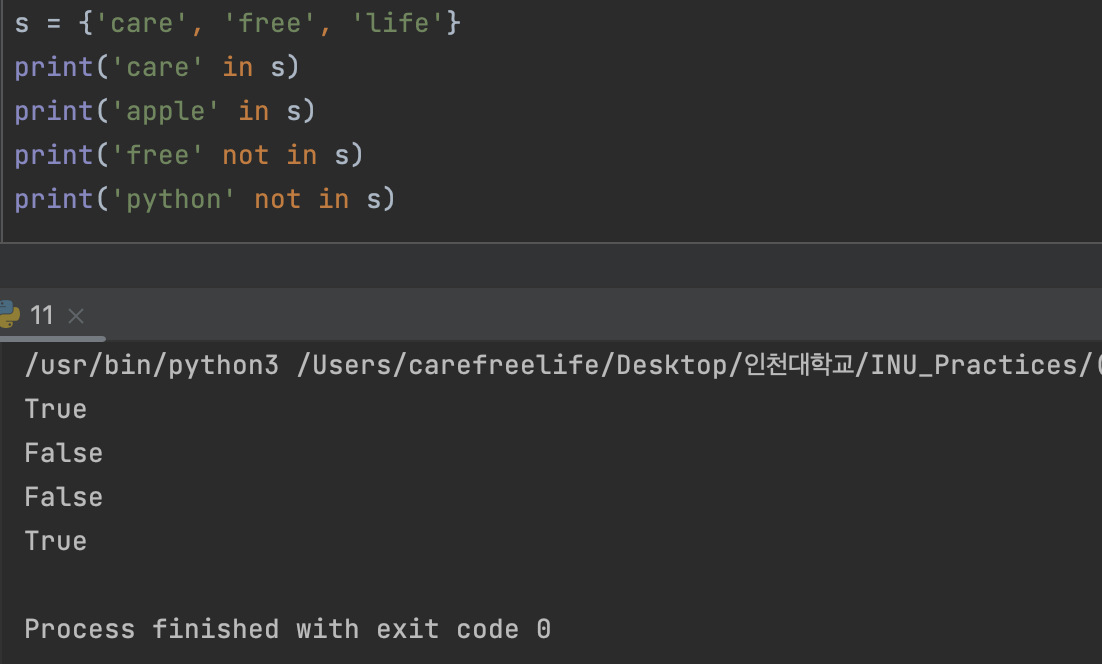 s = {'care', 'free', 'life'}
print('care' in s)
print('apple' in s)
print('free' not in s)
print('python' not in s)
11 ×
/usr/bin/python3 /Users/carefreelife/Desktop/인천대학교/INU_Practices/(
True
False
False
True
Process finished with exit code 0